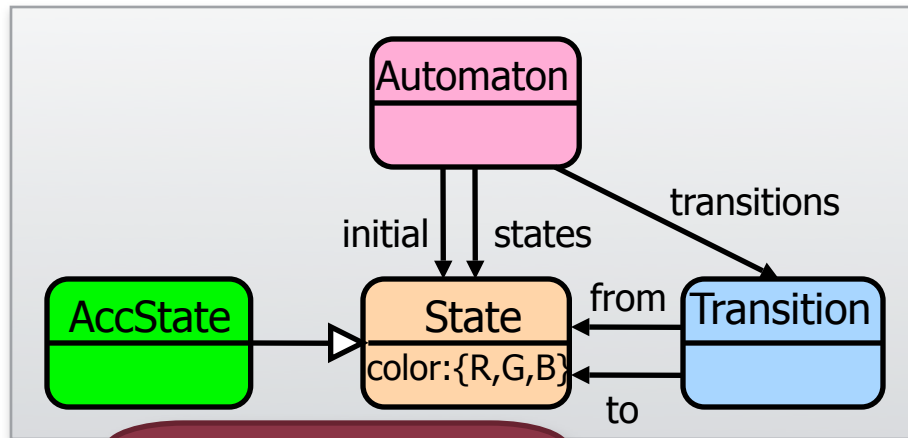 Automaton
transitions
initial
states
AccState
State
color:{R,G,B}
from
Transition
to